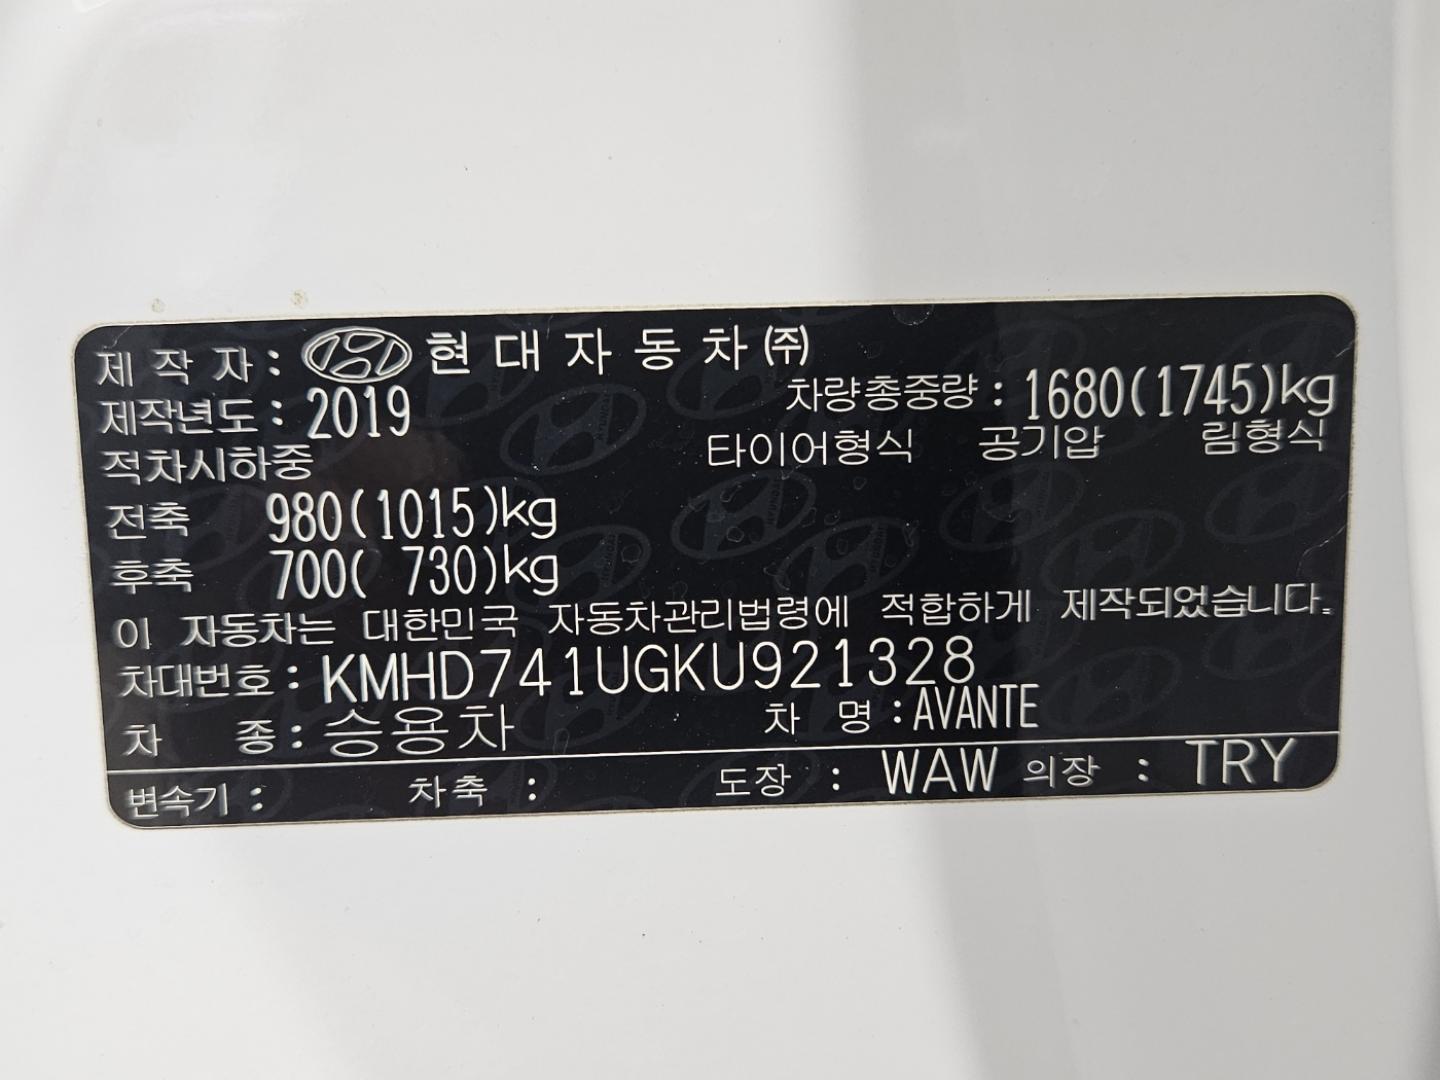 제 작 자 : 현 대 자 동 차 ㈜
제작년도 : 2019
차량총중량 : 1680(1745)kg
적차시하중
타이어형식 공기압 림형식
전축 980(1015)kg
후축 700( 730)kg
이 자동차는 대한민국 자동차관리법령에 적합하게 제작되었습니다.
차대번호 : KMHD741UGKU921328
차 종 : 승용차 차 명 : AVANTE
변속기 : 차축 : 도장 : WAW 의장 : TRY